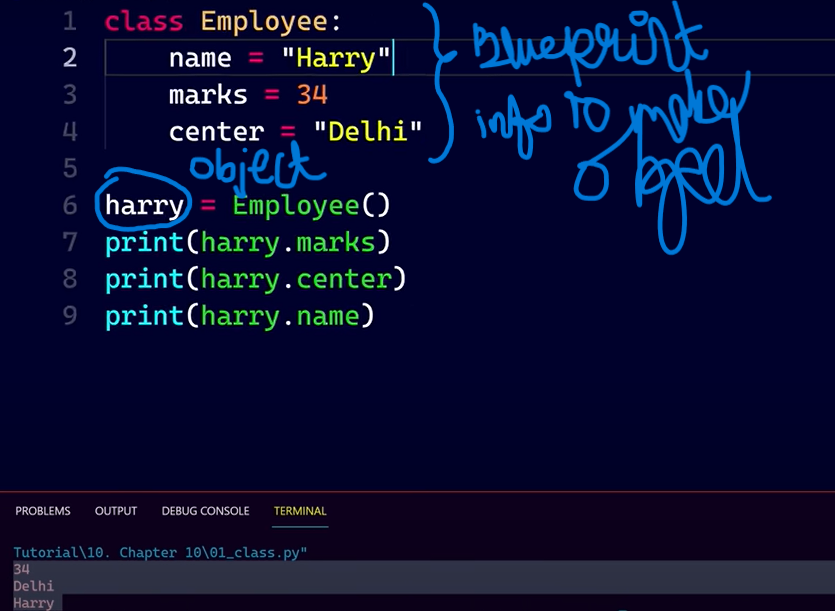 1 class Employee:
2 name = "Harry"
3 marks = 34
4 center = "Delhi"
Blueprint
info to make
object
5
object
6 harry = Employee()
7 print(harry.marks)
8 print(harry.center)
9 print(harry.name)
PROBLEMS OUTPUT DEBUG CONSOLE TERMINAL
Tutorial\10. Chapter 10\01_class.py"
34
Delhi
Harry